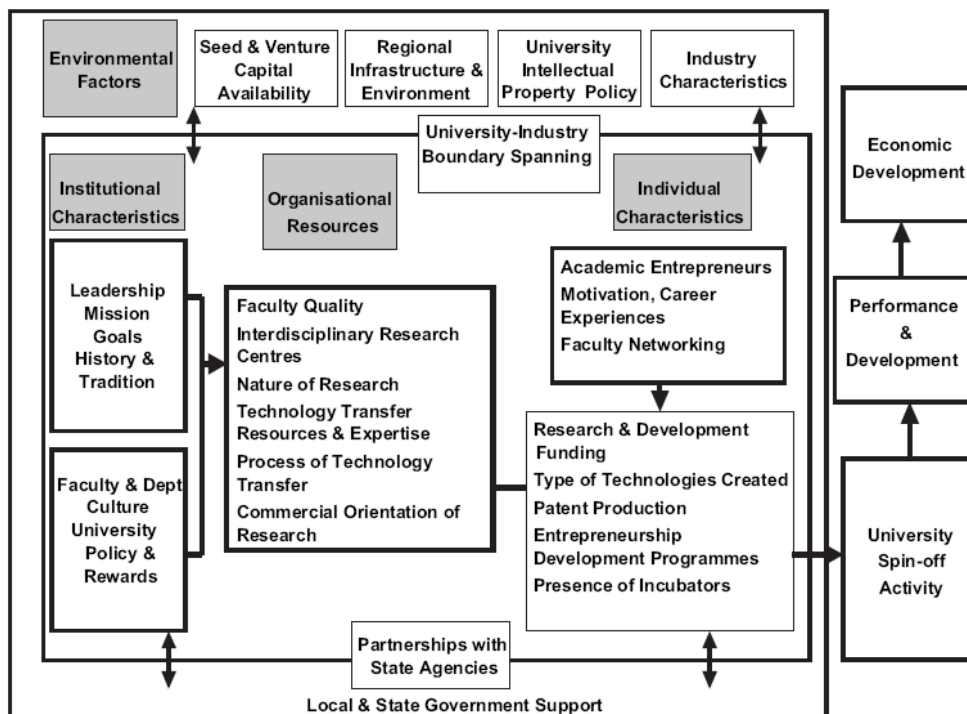 Environmental
Factors
Seed & Venture
Capital
Availability
Regional
Infrastructure &
Environment
University
Intellectual
Property Policy
Industry
Characteristics
University-Industry
Boundary Spanning
Institutional
Characteristics
Organisational
Resources
Individual
Characteristics
Leadership
Mission
Goals
History &
Tradition
Faculty & Dept
Culture
University
Policy &
Rewards
Faculty Quality
Interdisciplinary Research
Centres
Nature of Research
Technology Transfer
Resources & Expertise
Process of Technology
Transfer
Commercial Orientation of
Research
Academic Entrepreneurs
Motivation, Career
Experiences
Faculty Networking
Research & Development
Funding
Type of Technologies Created
Patent Production
Entrepreneurship
Development Programmes
Presence of Incubators
Partnerships with
State Agencies
Local & State Government Support
Economic
Development
Performance
&
Development
University
Spin-off
Activity